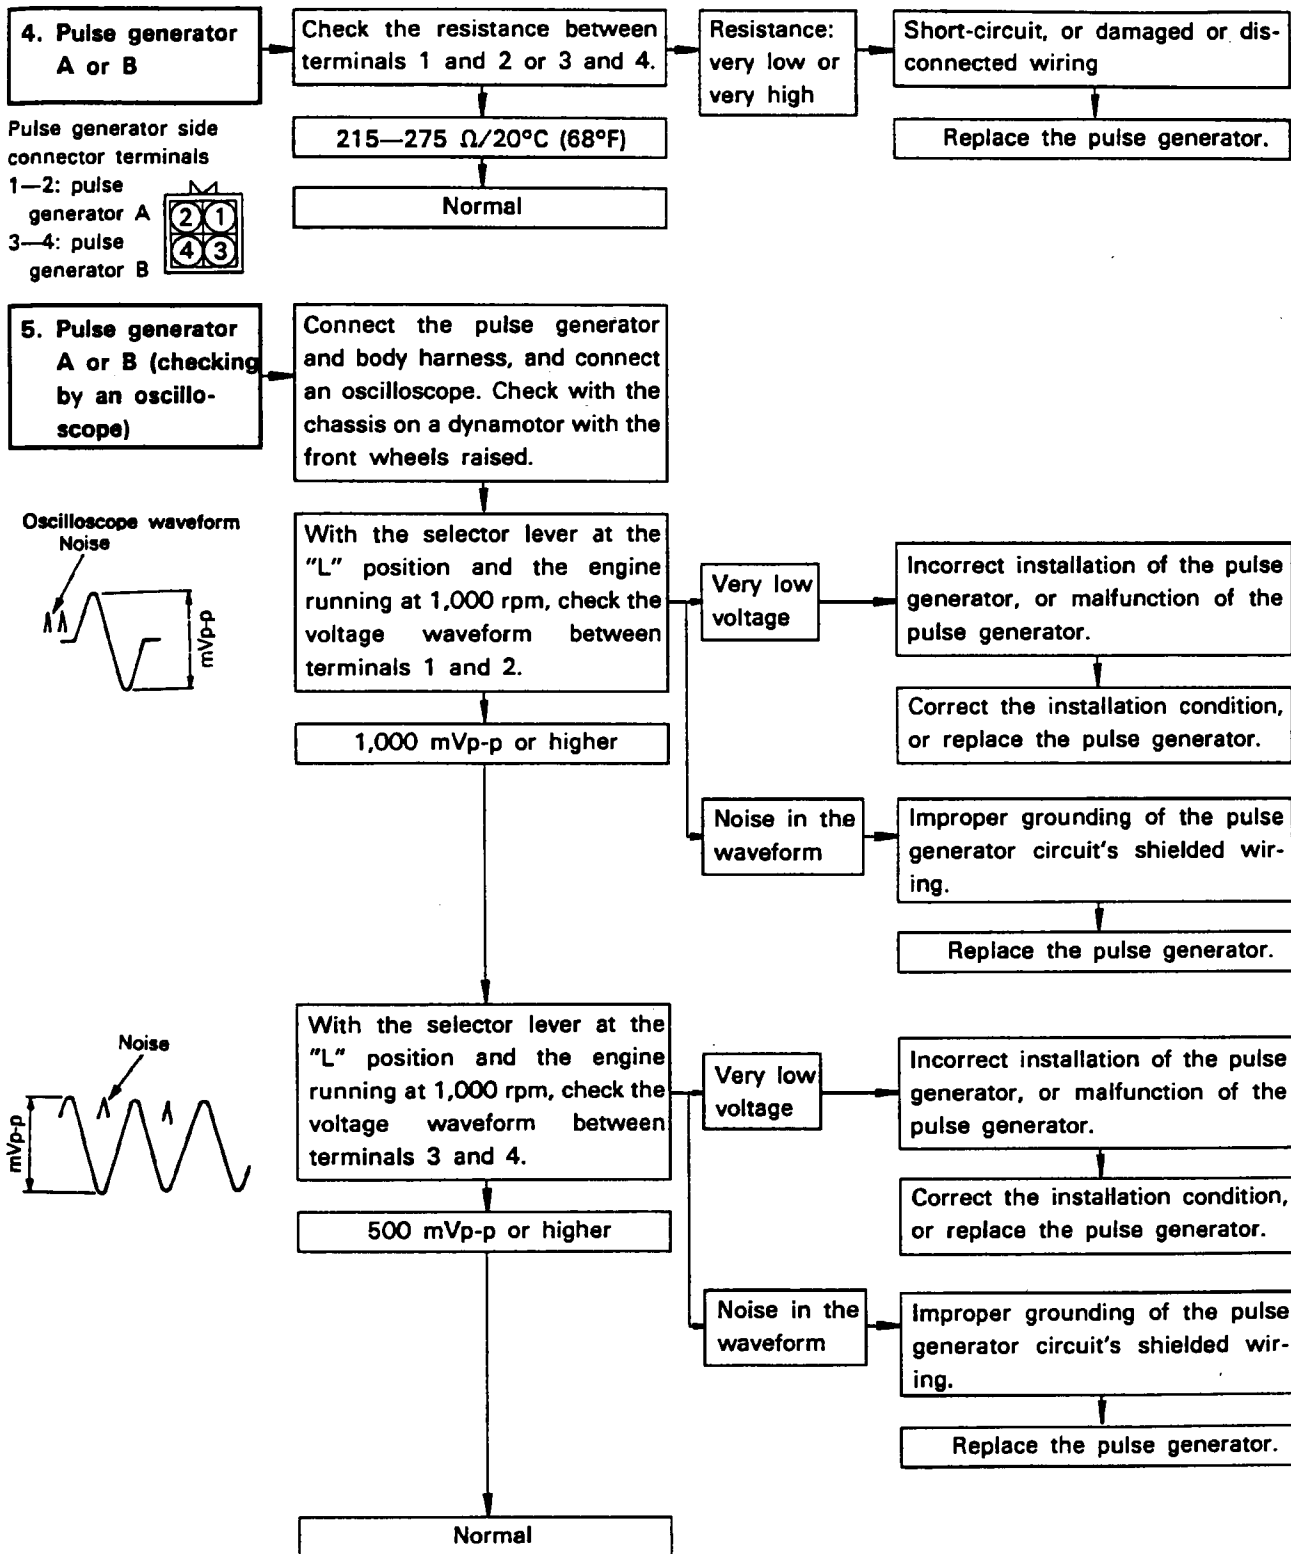 4. Pulse generator
A or B
Check the resistance between
terminals 1 and 2 or 3 and 4.
Resistance:
very low or
very high
Short-circuit, or damaged or dis-
connected wiring
Replace the pulse generator.
215—275 Ω/20°C (68°F)
Normal
Pulse generator side
connector terminals
1—2: pulse
generator A
3—4: pulse
generator B
2 1
4 3
5. Pulse generator
A or B (checking
by an oscillo-
scope)
Connect the pulse generator
and body harness, and connect
an oscilloscope. Check with the
chassis on a dynamotor with the
front wheels raised.
Oscilloscope waveform
Noise
mVp-p
With the selector lever at the
"L" position and the engine
running at 1,000 rpm, check the
voltage waveform between
terminals 1 and 2.
Very low
voltage
Incorrect installation of the pulse
generator, or malfunction of the
pulse generator.
Correct the installation condition,
or replace the pulse generator.
1,000 mVp-p or higher
Noise in the
waveform
Improper grounding of the pulse
generator circuit's shielded wir-
ing.
Replace the pulse generator.
Noise
mVp-p
With the selector lever at the
"L" position and the engine
running at 1,000 rpm, check the
voltage waveform between
terminals 3 and 4.
Very low
voltage
Incorrect installation of the pulse
generator, or malfunction of the
pulse generator.
Correct the installation condition,
or replace the pulse generator.
500 mVp-p or higher
Noise in the
waveform
Improper grounding of the pulse
generator circuit's shielded wir-
ing.
Replace the pulse generator.
Normal